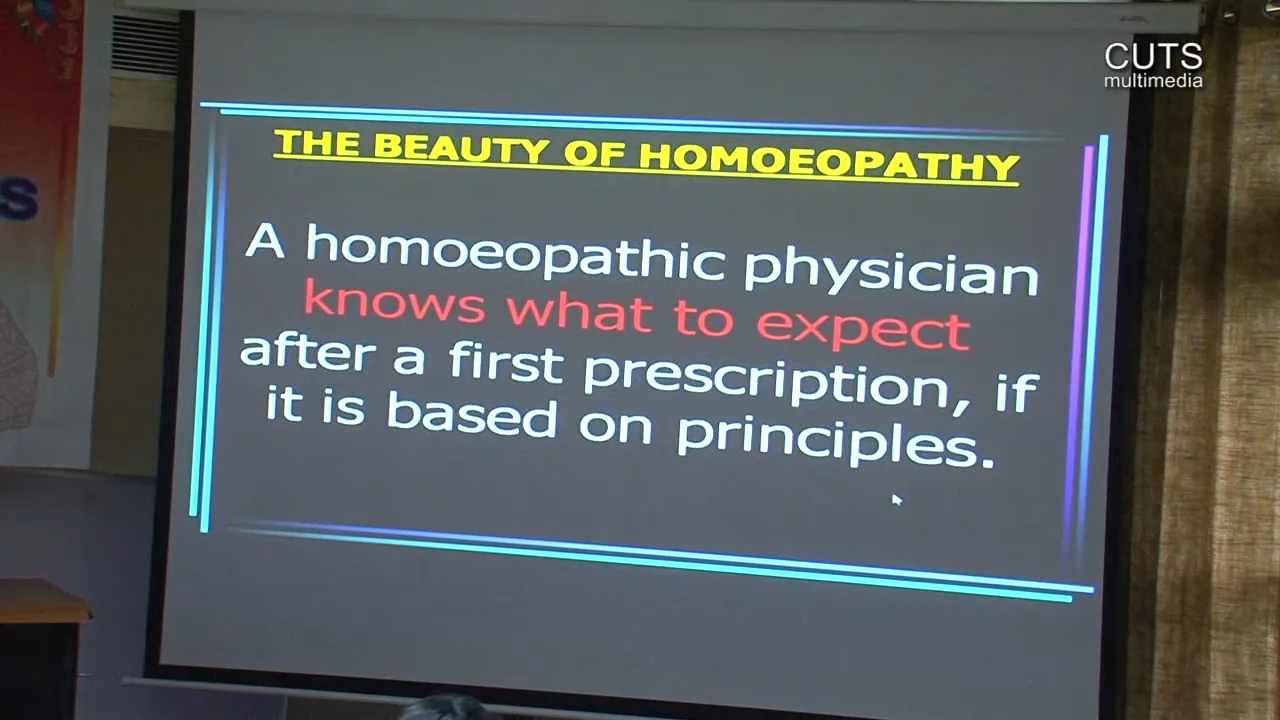 CUTS
multimedia
THE BEAUTY OF HOMOEOPATHY
A homoeopathic physician
knows what to expect
after a first prescription, if
it is based on principles.
S